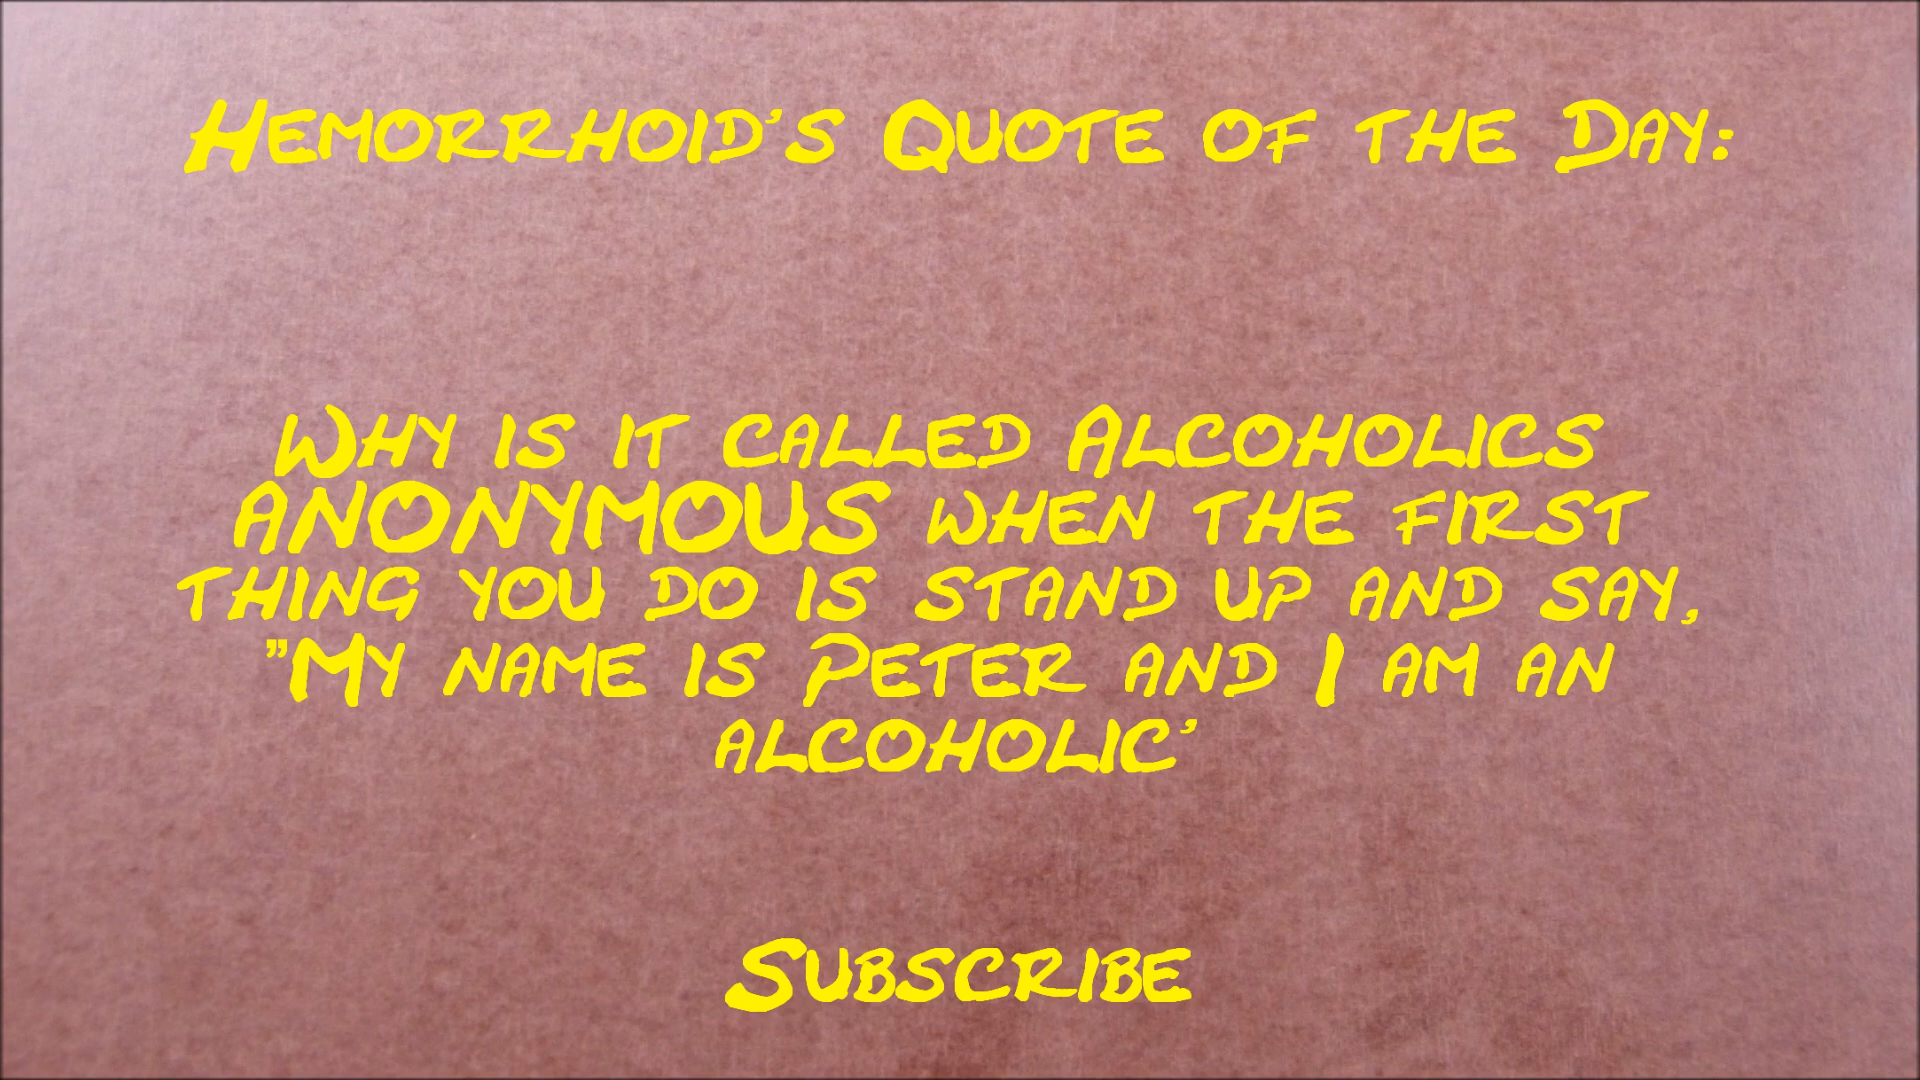 Hemorrhoid's Quote of the Day:
Why is it called Alcoholics
ANONYMOUS when the first
thing you do is stand up and say,
"My name is Peter and I am an
alcoholic'
Subscribe